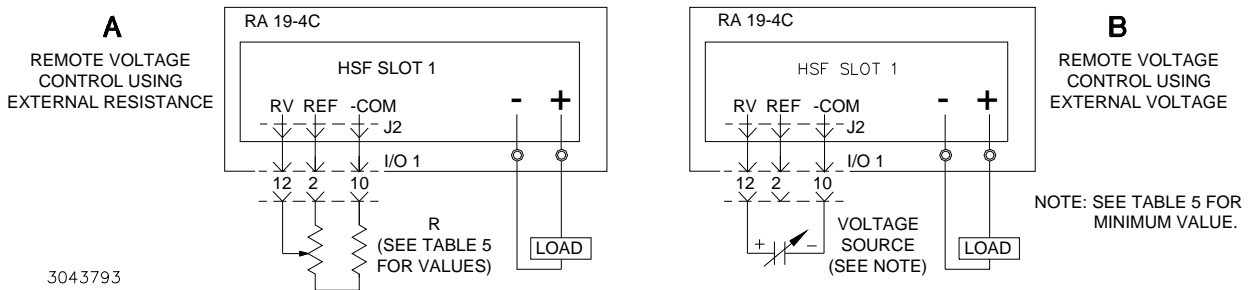 A
REMOTE VOLTAGE
CONTROL USING
EXTERNAL RESISTANCE
RA 19-4C
HSF SLOT 1
RV REF -COM
- +
J2
I/O 1
12 2 10
R
(SEE TABLE 5
FOR VALUES)
LOAD
3043793
RA 19-4C
HSF SLOT 1
RV REF -COM
- +
J2
I/O 1
12 2 10
+ -
VOLTAGE
SOURCE
(SEE NOTE)
LOAD
B
REMOTE VOLTAGE
CONTROL USING
EXTERNAL VOLTAGE
NOTE: SEE TABLE 5 FOR
MINIMUM VALUE.